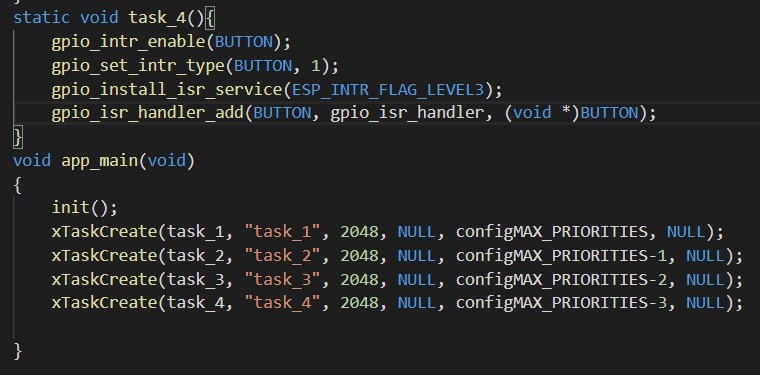 static void task_4(){
    gpio_intr_enable(BUTTON);
    gpio_set_intr_type(BUTTON, 1);
    gpio_install_isr_service(ESP_INTR_FLAG_LEVEL3);
    gpio_isr_handler_add(BUTTON, gpio_isr_handler, (void *)BUTTON);
}
void app_main(void)
{
    init();
    xTaskCreate(task_1, "task_1", 2048, NULL, configMAX_PRIORITIES, NULL);
    xTaskCreate(task_2, "task_2", 2048, NULL, configMAX_PRIORITIES-1, NULL);
    xTaskCreate(task_3, "task_3", 2048, NULL, configMAX_PRIORITIES-2, NULL);
    xTaskCreate(task_4, "task_4", 2048, NULL, configMAX_PRIORITIES-3, NULL);
}